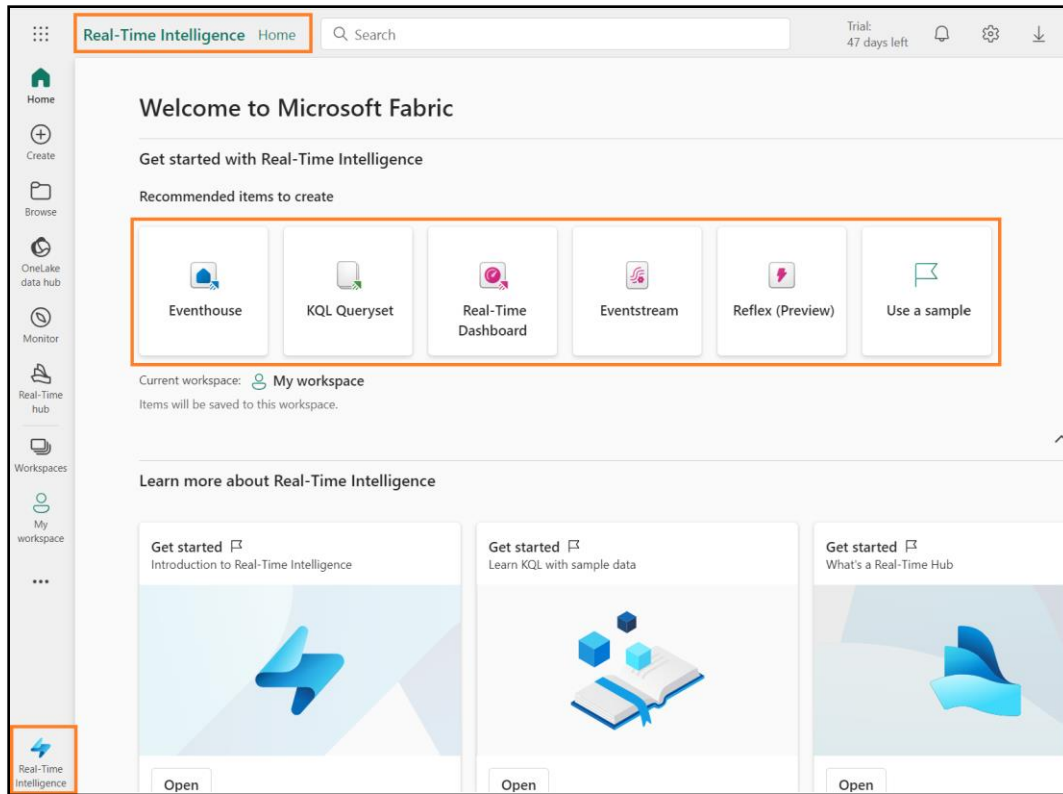 Real-Time Intelligence Home
Search
Trial:
47 days left
Home
Create
Browse
OneLake
data hub
Monitor
Real-Time
hub
Workspaces
My
workspace
Real-Time
Intelligence
Welcome to Microsoft Fabric
Get started with Real-Time Intelligence
Recommended items to create
Eventhouse
KQL Queryset
Real-Time
Dashboard
Eventstream
Reflex (Preview)
Use a sample
Current workspace: My workspace
Items will be saved to this workspace.
Learn more about Real-Time Intelligence
Get started
Introduction to Real-Time Intelligence
Open
Get started
Learn KQL with sample data
Open
Get started
What's a Real-Time Hub
Open